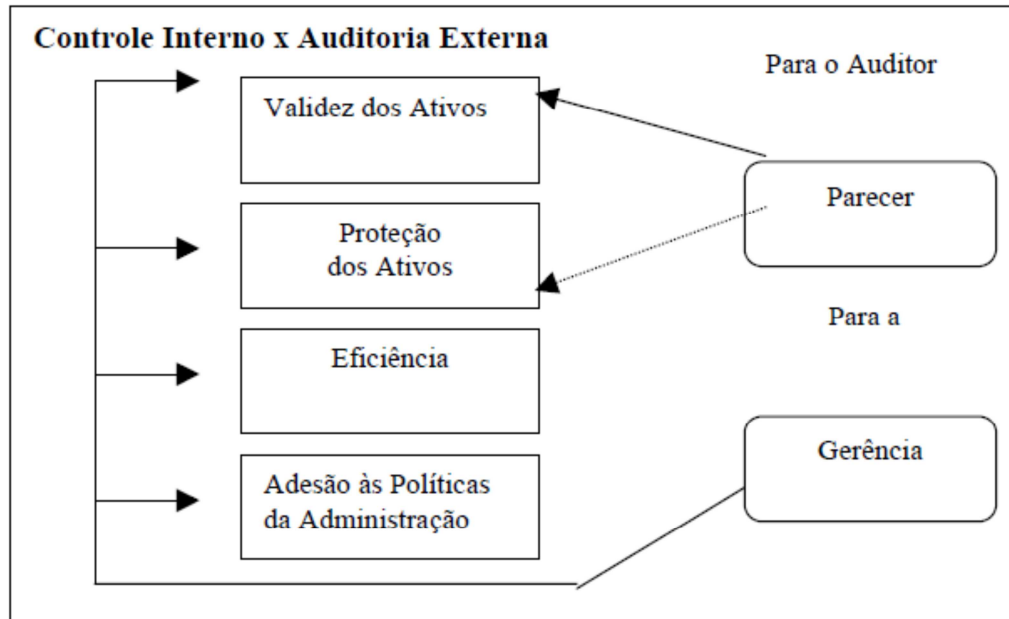 Controle Interno x Auditoria Externa
Para o Auditor
Validez dos Ativos
Parecer
Proteção
dos Ativos
Para a
Eficiência
Gerência
Adesão às Políticas
da Administração